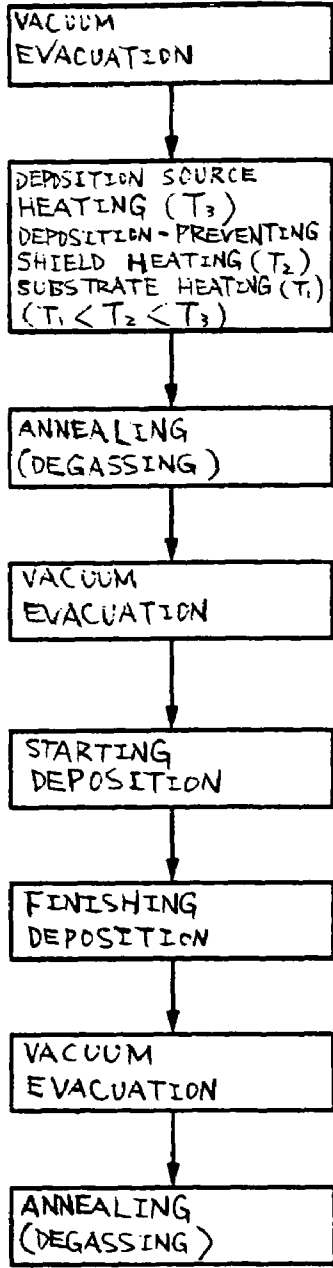 VACUUM
EVACUATION
DEPOSITION SOURCE
HEATING (T₃)
DEPOSITION-PREVENTING
SHIELD HEATING (T₂)
SUBSTRATE HEATING (T₁)
(T₁ < T₂ < T₃)
ANNEALING
(DEGASSING)
VACUUM
EVACUATION
STARTING
DEPOSITION
FINISHING
DEPOSITION
VACUUM
EVACUATION
ANNEALING
(DEGASSING)